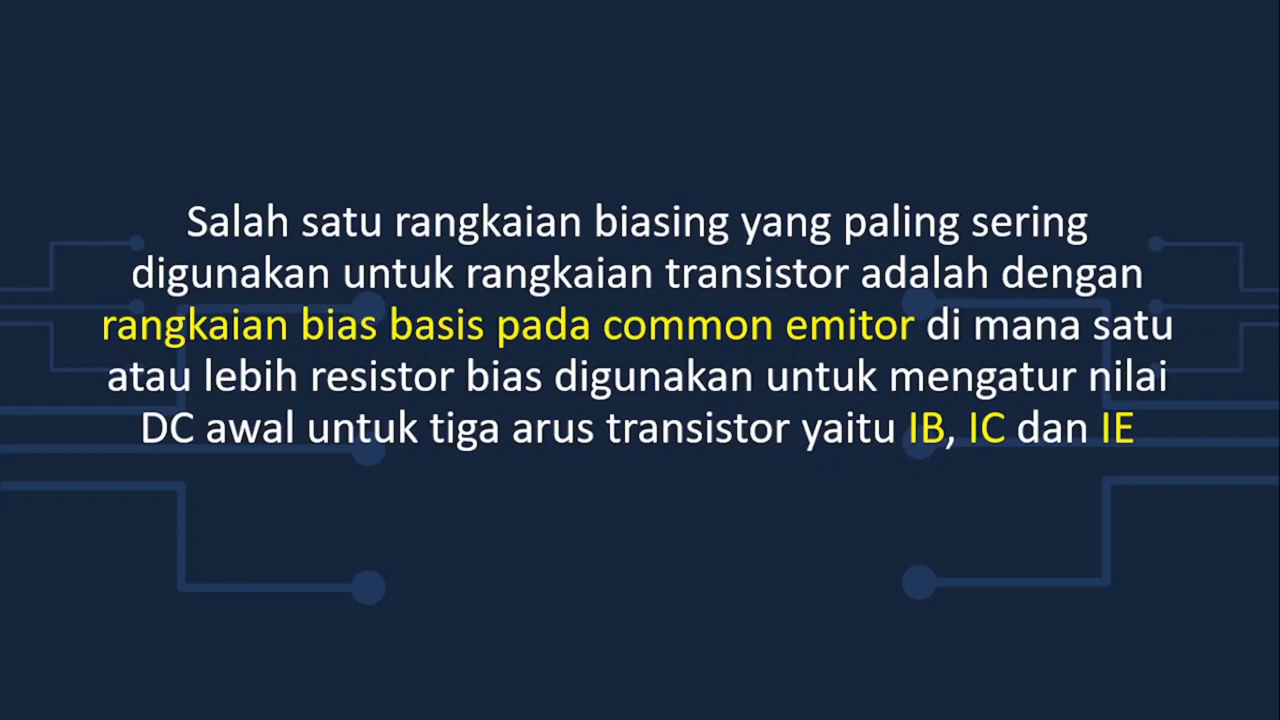 Salah satu rangkaian biasing yang paling sering
digunakan untuk rangkaian transistor adalah dengan
rangkaian bias basis pada common emitor di mana satu
atau lebih resistor bias digunakan untuk mengatur nilai
DC awal untuk tiga arus transistor yaitu IB, IC dan IE